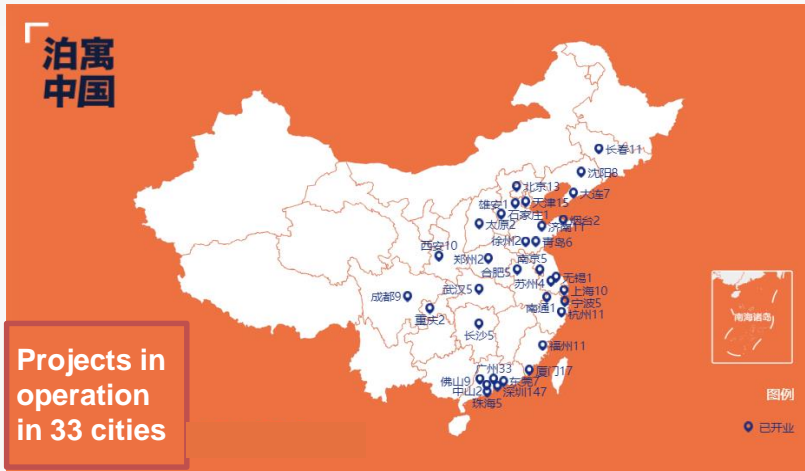 泊寓
中国
长春11
沈阳8
大连7
北京13
雄安1
天津15
石家庄1
烟台2
太原2
济南11
徐州2
青岛6
西安10
郑州2
南京5
合肥5
无锡1
苏州4
上海10
成都9
武汉5
宁波5
南通1
重庆2
杭州11
长沙5
南海诸岛
福州11
广州33
厦门17
佛山9
东莞7
中山2
深圳147
珠海5
Projects in
operation
in 33 cities
图例
已开业